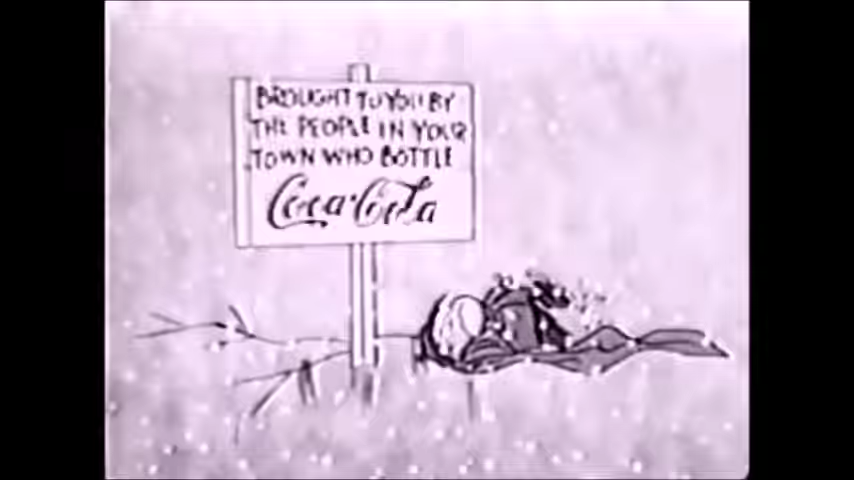 BROUGHT TO YOU BY
THE PEOPLE IN YOUR
TOWN WHO BOTTLE
Coca-Cola